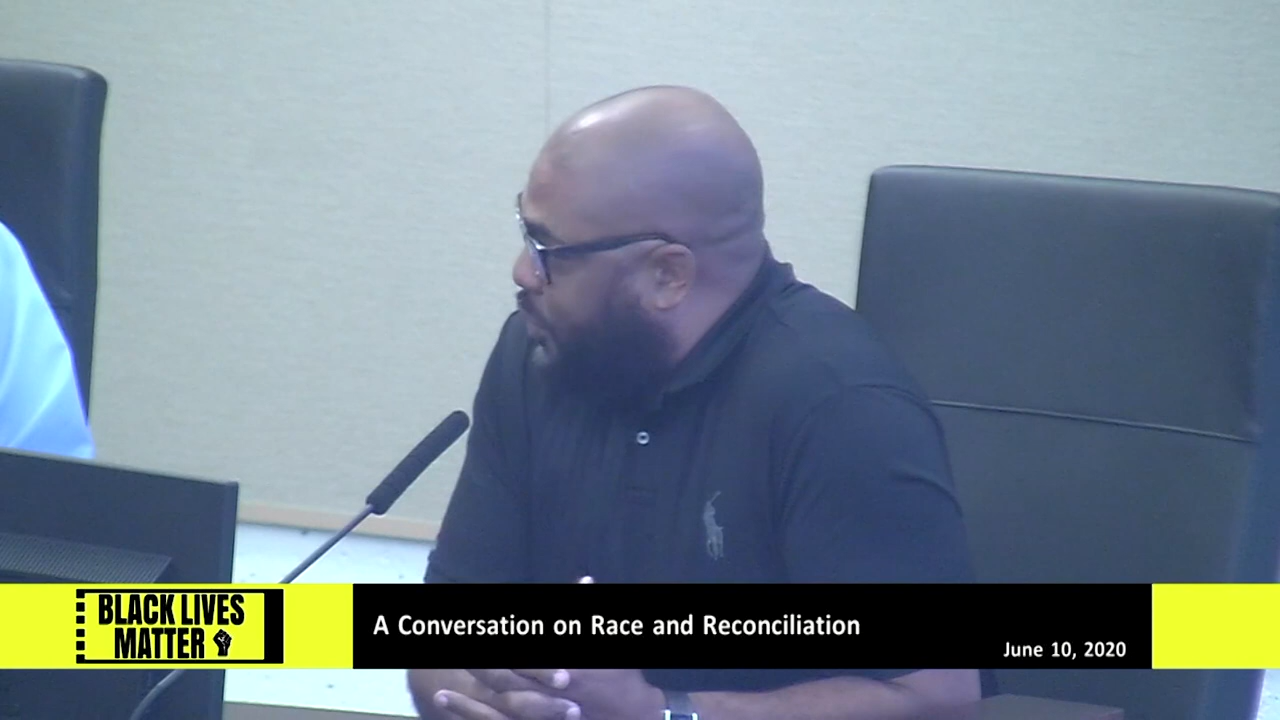 BLACK LIVES
MATTER
A Conversation on Race and Reconciliation
June 10, 2020